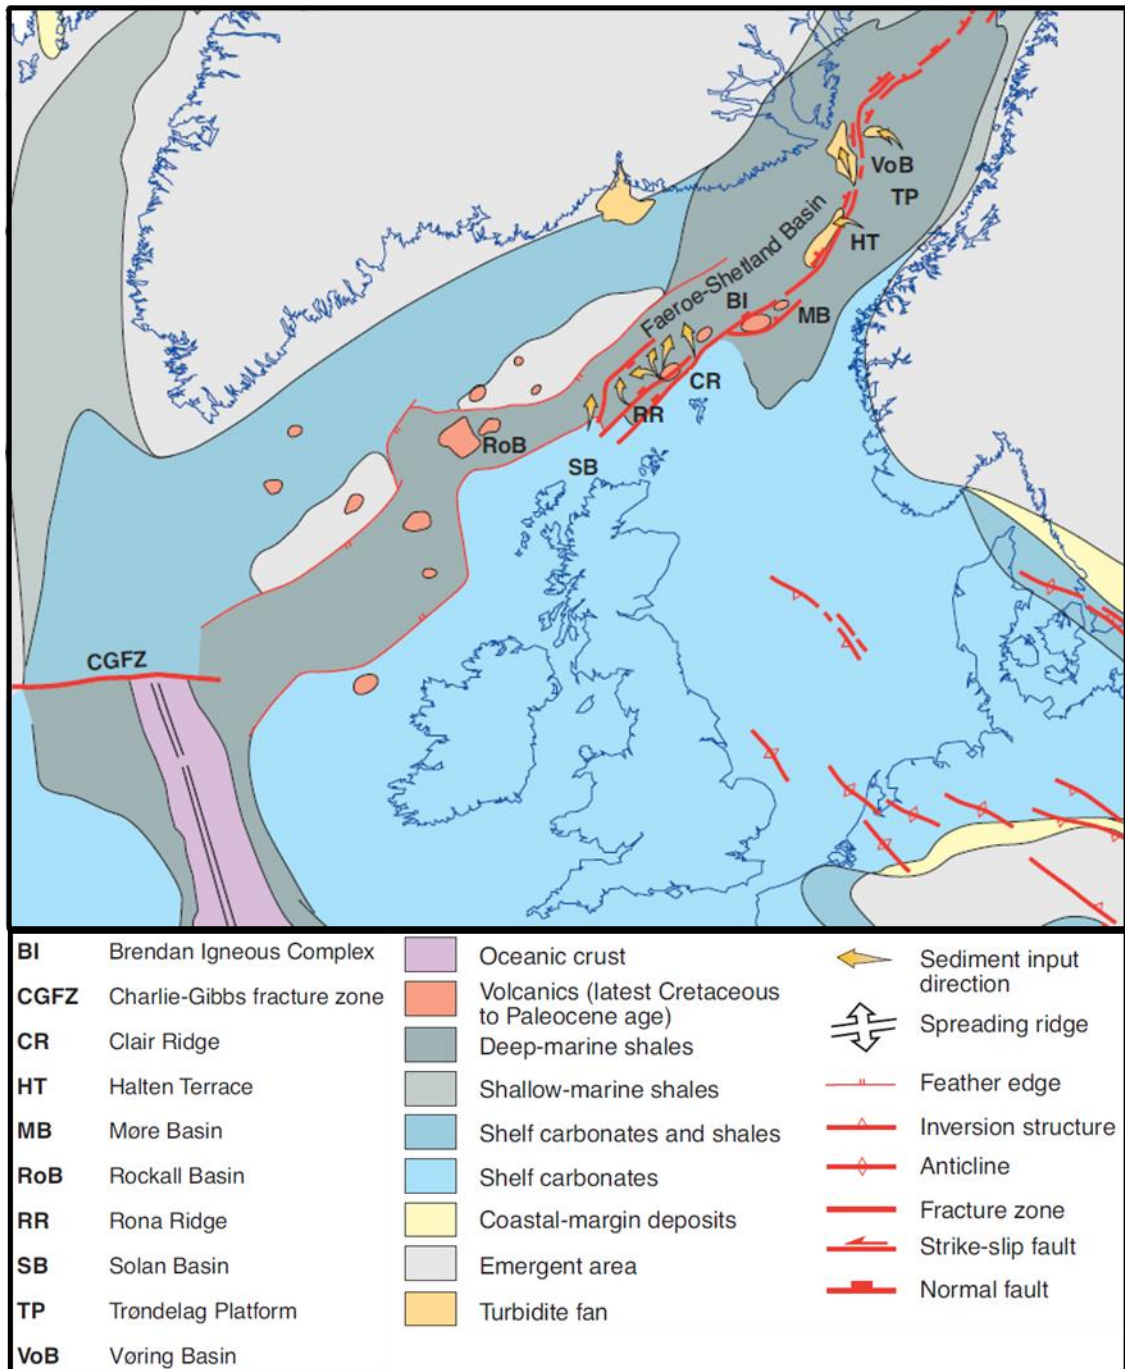 VoB
TP
HT
Faeroe-Shetland Basin
BI
MB
CR
RR
RoB
SB
CGFZ
BI Brendan Igneous Complex
CGFZ Charlie-Gibbs fracture zone
CR Clair Ridge
HT Halten Terrace
MB Møre Basin
RoB Rockall Basin
RR Rona Ridge
SB Solan Basin
TP Trøndelag Platform
VoB Vøring Basin
Oceanic crust
Volcanics (latest Cretaceous
to Paleocene age)
Deep-marine shales
Shallow-marine shales
Shelf carbonates and shales
Shelf carbonates
Coastal-margin deposits
Emergent area
Turbidite fan
Sediment input
direction
Spreading ridge
Feather edge
Inversion structure
Anticline
Fracture zone
Strike-slip fault
Normal fault